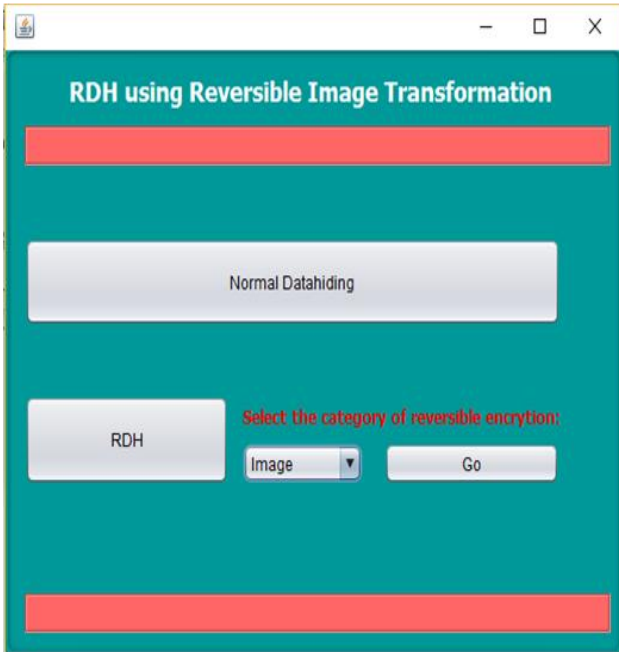 RDH using Reversible Image Transformation
Normal Datahiding
Select the category of reversible encrytion:
RDH
Image
Go